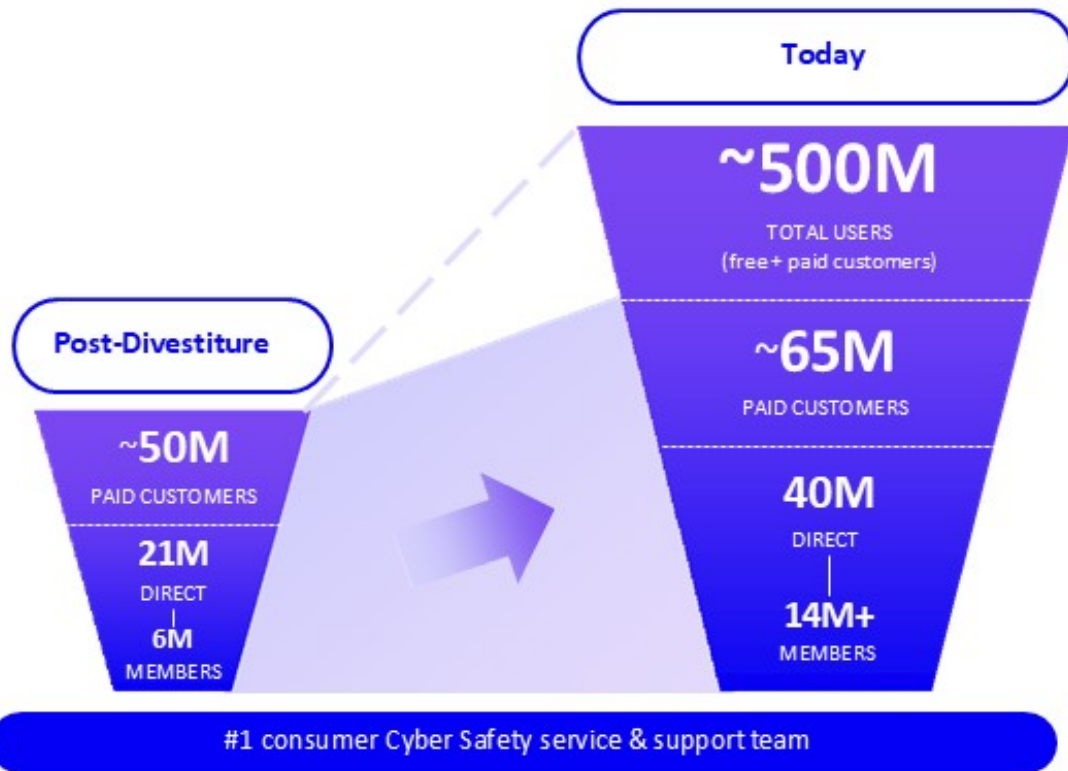 Post-Divestiture
~50M
PAID CUSTOMERS
21M
DIRECT
6M
MEMBERS
Today
~500M
TOTAL USERS
(free+ paid customers)
~65M
PAID CUSTOMERS
40M
DIRECT
14M+
MEMBERS
#1 consumer Cyber Safety service & support team